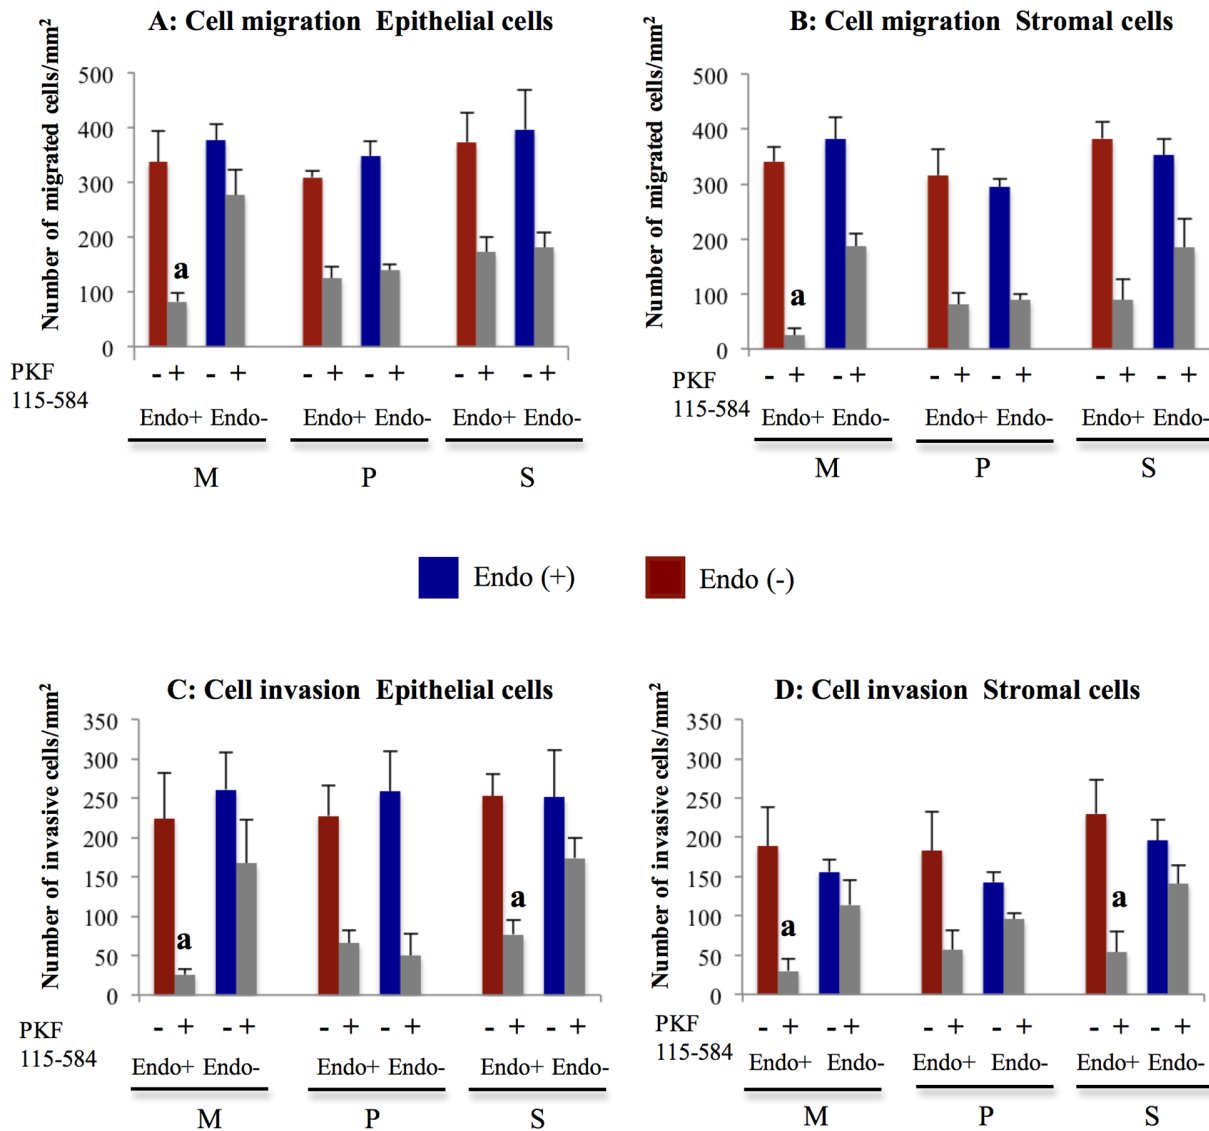 A: Cell migration Epithelial cells
Number of migrated cells/mm²
500
400
300
200
100
0
a
PKF
115-584
- + - + - + - + - + - +
Endo+ Endo- Endo+ Endo- Endo+ Endo-
M P S
B: Cell migration Stromal cells
Number of migrated cells/mm²
500
400
300
200
100
0
a
PKF
115-584
- + - + - + - + - + - +
Endo+ Endo- Endo+ Endo- Endo+ Endo-
M P S
Endo (+) Endo (-)
C: Cell invasion Epithelial cells
Number of invasive cells/mm²
350
300
250
200
150
100
50
0
a a
PKF
115-584
- + - + - + - + - + - +
Endo+ Endo- Endo+ Endo- Endo+ Endo-
M P S
D: Cell invasion Stromal cells
Number of invasive cells/mm²
350
300
250
200
150
100
50
0
a a
PKF
115-584
- + - + - + - + - + - +
Endo+ Endo- Endo+ Endo- Endo+ Endo-
M P S